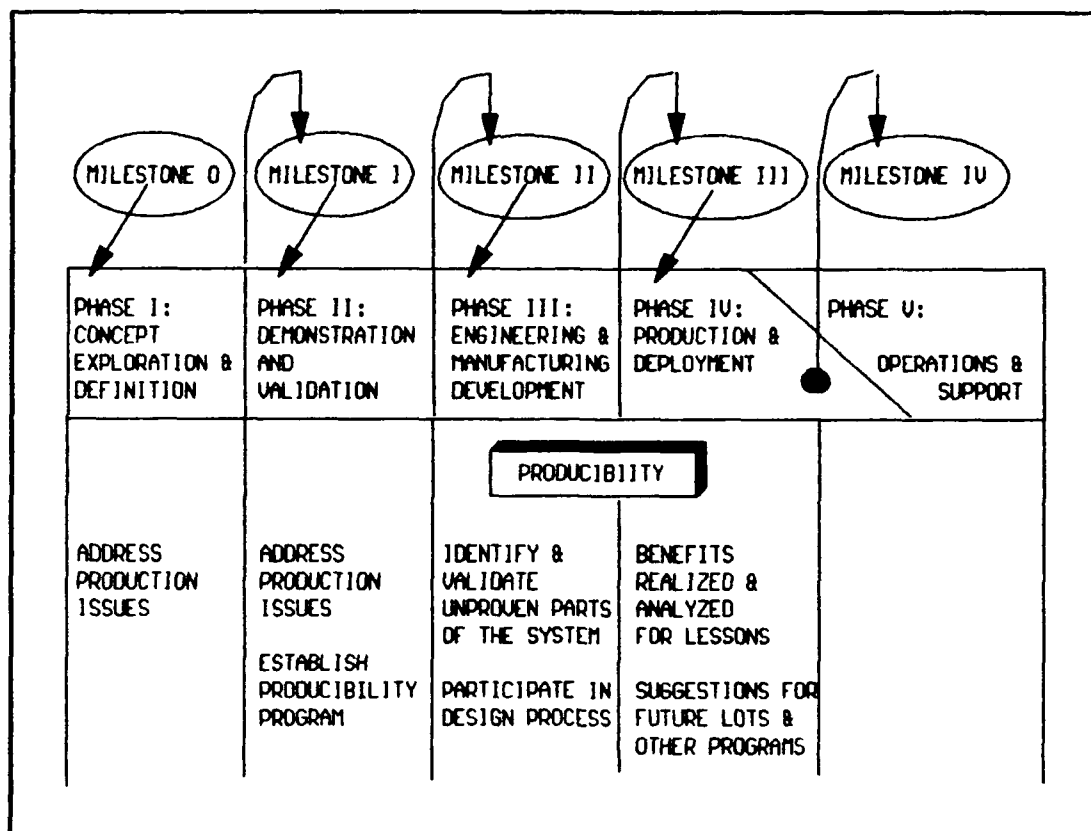 MILESTONE 0
MILESTONE I
MILESTONE II
MILESTONE III
MILESTONE IV
PHASE I:
CONCEPT
EXPLORATION &
DEFINITION
PHASE II:
DEMONSTRATION
AND
VALIDATION
PHASE III:
ENGINEERING &
MANUFACTURING
DEVELOPMENT
PHASE IV:
PRODUCTION &
DEPLOYMENT
PHASE V:
OPERATIONS &
SUPPORT
PRODUCIBIITY
ADDRESS
PRODUCTION
ISSUES
ADDRESS
PRODUCTION
ISSUES
ESTABLISH
PRODUCIBILITY
PROGRAM
IDENTIFY &
VALIDATE
UNPROVEN PARTS
OF THE SYSTEM
PARTICIPATE IN
DESIGN PROCESS
BENEFITS
REALIZED &
ANALYZED
FOR LESSONS
SUGGESTIONS FOR
FUTURE LOTS &
OTHER PROGRAMS